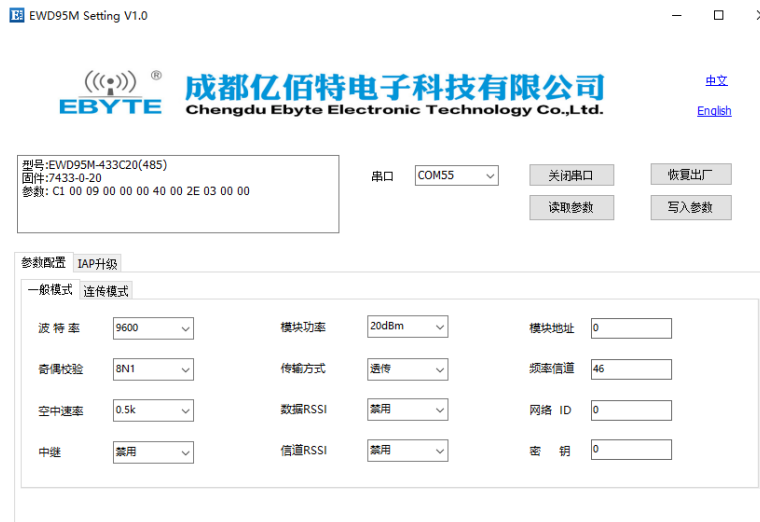 EWD95M Setting V1.0
EBYTE ®
成都亿佰特电子科技有限公司
Chengdu Ebyte Electronic Technology Co.,Ltd.
中文
English
型号:EWD95M-433C20(485)
固件:7433-0-20
参数: C1 00 09 00 00 00 40 00 2E 03 00 00
串口 COM55 关闭串口 恢复出厂
读取参数 写入参数
参数配置 IAP升级
一般模式 连传模式
波特率 9600 模块功率 20dBm 模块地址 0
奇偶校验 8N1 传输方式 透传 频率信道 46
空中速率 0.5k 数据RSSI 禁用 网络 ID 0
中继 禁用 信道RSSI 禁用 密 钥 0